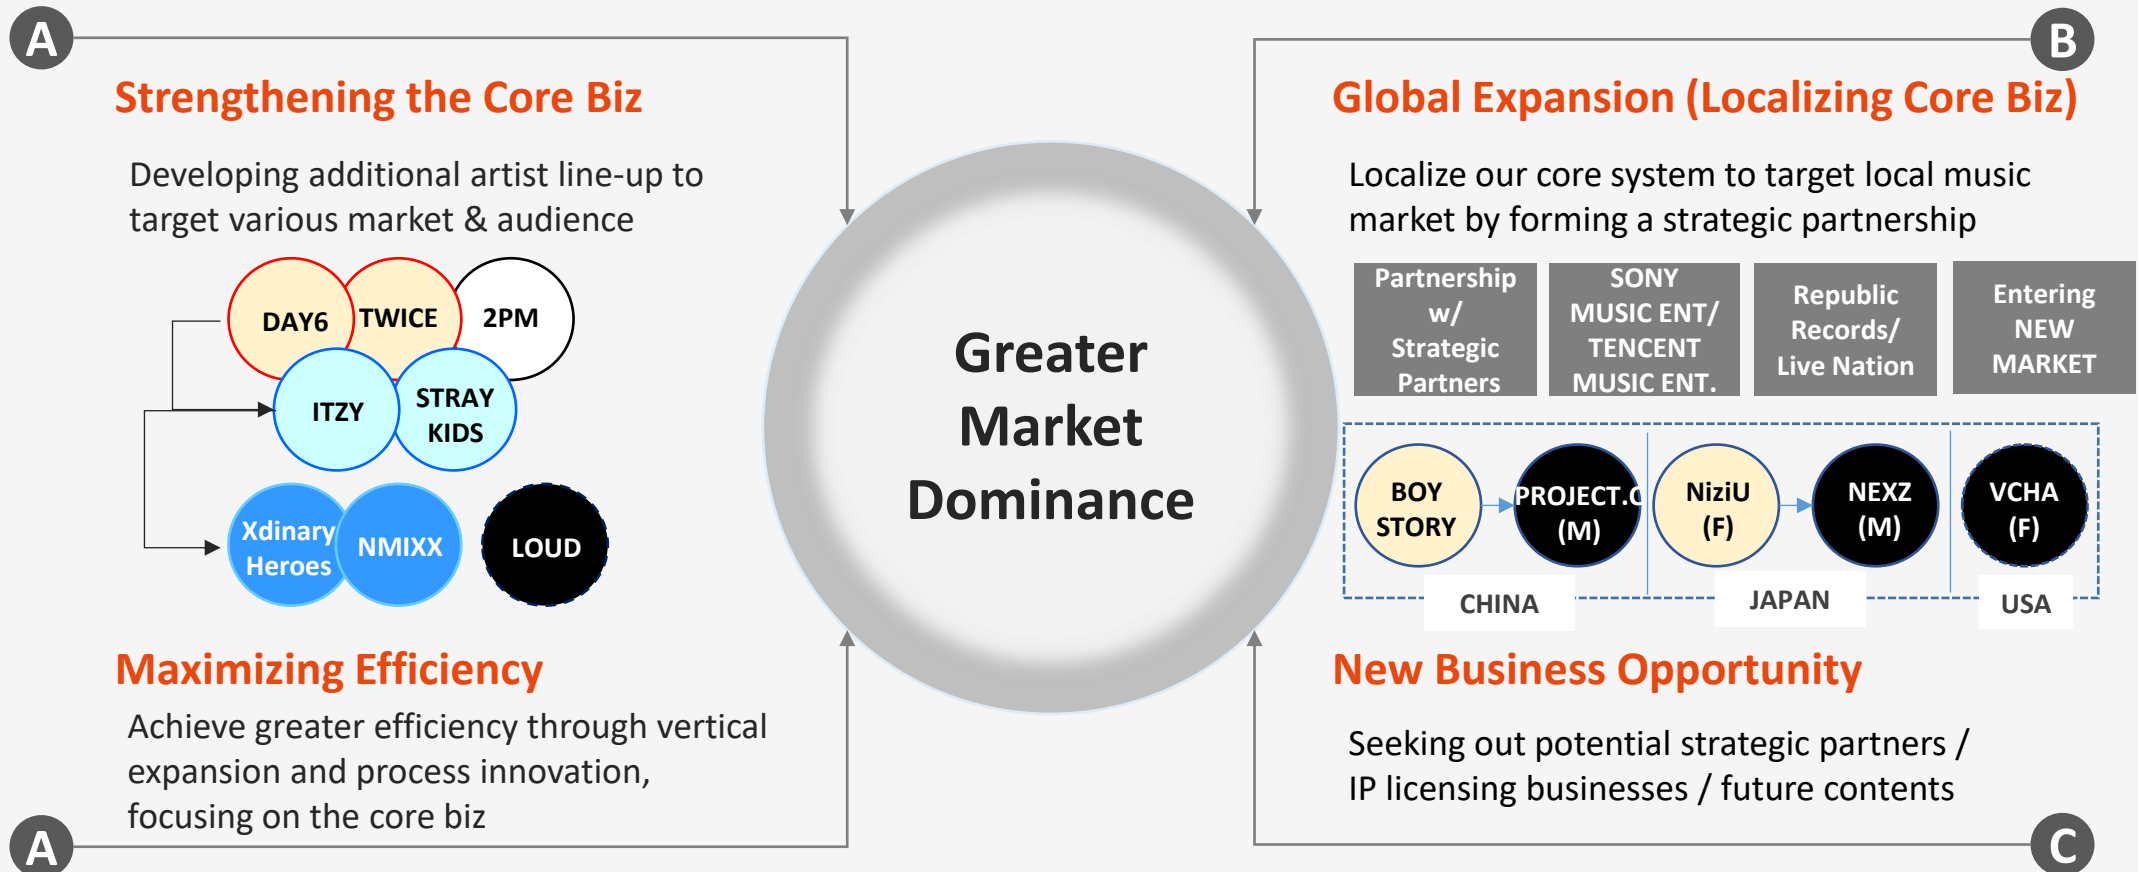 A
Strengthening the Core Biz
Developing additional artist line-up to
target various market & audience
DAY6
TWICE
2PM
ITZY
STRAY
KIDS
Xdinary
Heroes
NMIXX
LOUD
Maximizing Efficiency
Achieve greater efficiency through vertical
expansion and process innovation,
focusing on the core biz
A
Greater
Market
Dominance
B
Global Expansion (Localizing Core Biz)
Localize our core system to target local music
market by forming a strategic partnership
Partnership
w/
Strategic
Partners
SONY
MUSIC ENT/
TENCENT
MUSIC ENT.
Republic
Records/
Live Nation
Entering
NEW
MARKET
BOY
STORY
PROJECT.C
(M)
NiziU
(F)
NEXZ
(M)
VCHA
(F)
CHINA
JAPAN
USA
New Business Opportunity
Seeking out potential strategic partners /
IP licensing businesses / future contents
C